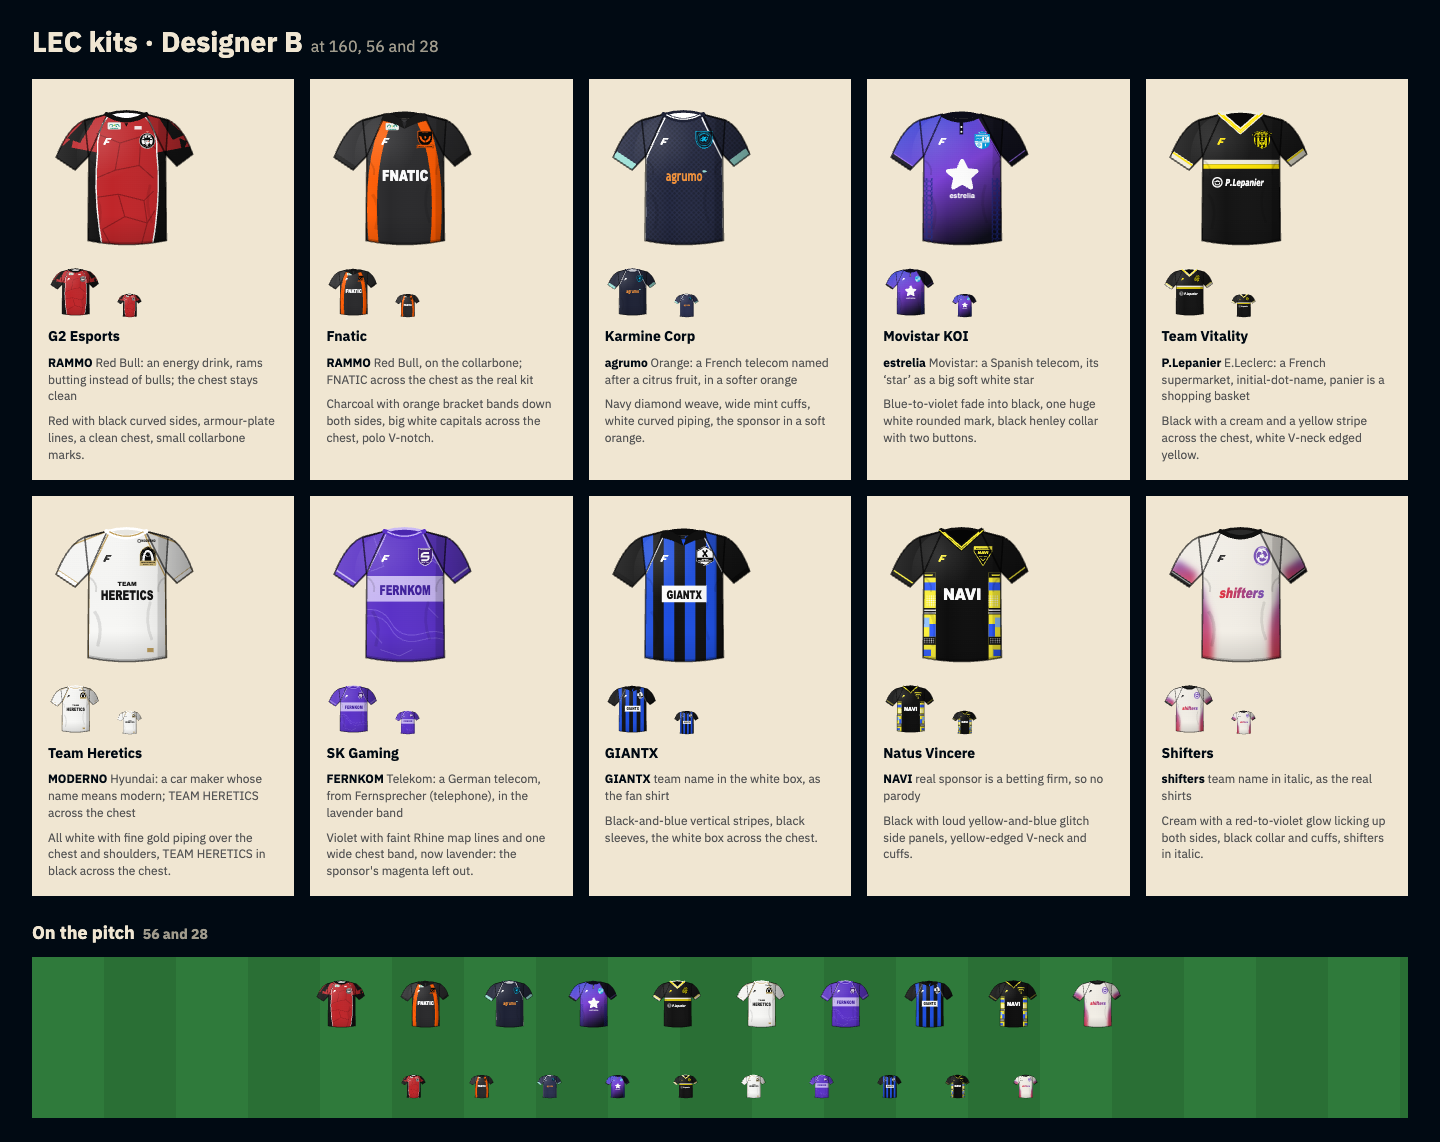 LEC kits · Designer B at 160, 56 and 28
FNATIC
agrumo
estrelia
P.Lepanier
G2 Esports
RAMMO Red Bull: an energy drink, rams
butting instead of bulls; the chest stays
clean
Red with black curved sides, armour-plate
lines, a clean chest, small collarbone
marks.
Fnatic
RAMMO Red Bull, on the collarbone;
FNATIC across the chest as the real kit
Charcoal with orange bracket bands down
both sides, big white capitals across the
chest, polo V-notch.
Karmine Corp
agrumo Orange: a French telecom named
after a citrus fruit, in a softer orange
Navy diamond weave, wide mint cuffs,
white curved piping, the sponsor in a soft
orange.
Movistar KOI
estrelia Movistar: a Spanish telecom, its
‘star’ as a big soft white star
Blue-to-violet fade into black, one huge
white rounded mark, black henley collar
with two buttons.
Team Vitality
P.Lepanier E.Leclerc: a French
supermarket, initial-dot-name, panier is a
shopping basket
Black with a cream and a yellow stripe
across the chest, white V-neck edged
yellow.
TEAM
HERETICS
S
FERNKOM
X
GIANTX
NAVI
NAVI
shifters
Team Heretics
MODERNO Hyundai: a car maker whose
name means modern; TEAM HERETICS
across the chest
All white with fine gold piping over the
chest and shoulders, TEAM HERETICS in
black across the chest.
SK Gaming
FERNKOM Telekom: a German telecom,
from Fernsprecher (telephone), in the
lavender band
Violet with faint Rhine map lines and one
wide chest band, now lavender: the
sponsor's magenta left out.
GIANTX
GIANTX team name in the white box, as
the fan shirt
Black-and-blue vertical stripes, black
sleeves, the white box across the chest.
Natus Vincere
NAVI real sponsor is a betting firm, so no
parody
Black with loud yellow-and-blue glitch
side panels, yellow-edged V-neck and
cuffs.
Shifters
shifters team name in italic, as the real
shirts
Cream with a red-to-violet glow licking up
both sides, black collar and cuffs, shifters
in italic.
On the pitch 56 and 28
FNATIC
agrumo
P.Lepanier
TEAM
HERETICS
FERNKOM
GIANTX
NAVI
shifters